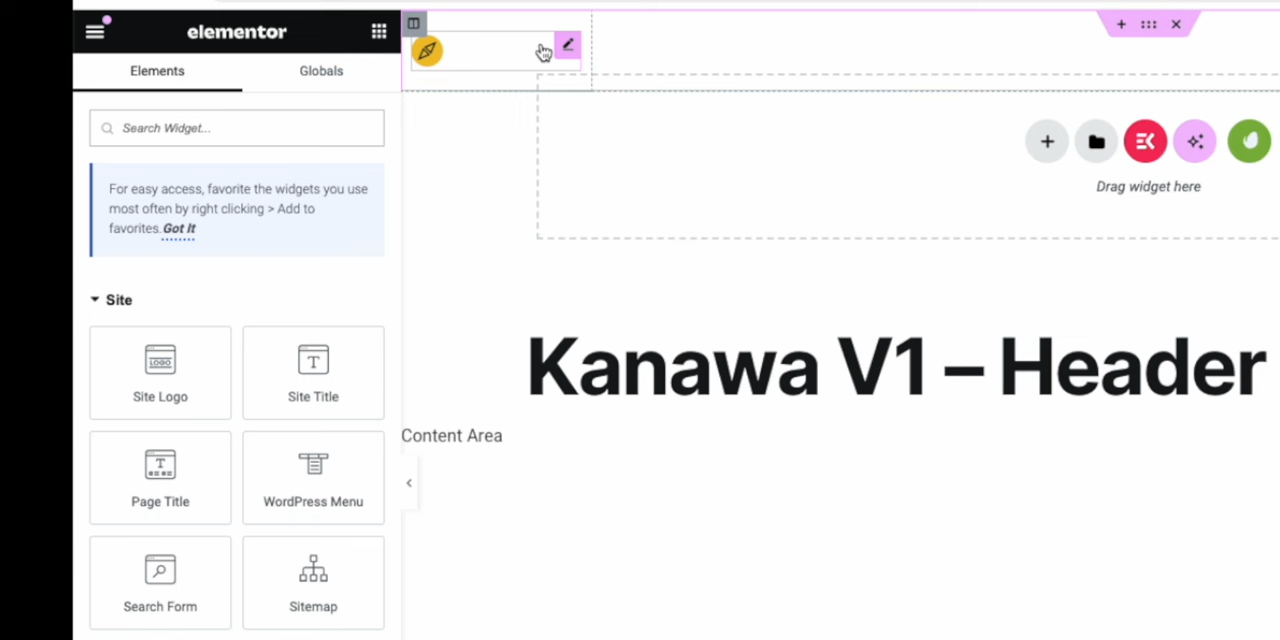 elementor
Elements
Globals
Search Widget...
For easy access, favorite the widgets you use
most often by right clicking > Add to
favorites. Got It
Site
LOGO
Site Logo
T
Site Title
T
Page Title
WordPress Menu
Search Form
Sitemap
Drag widget here
Kanawa V1 – Header
Content Area